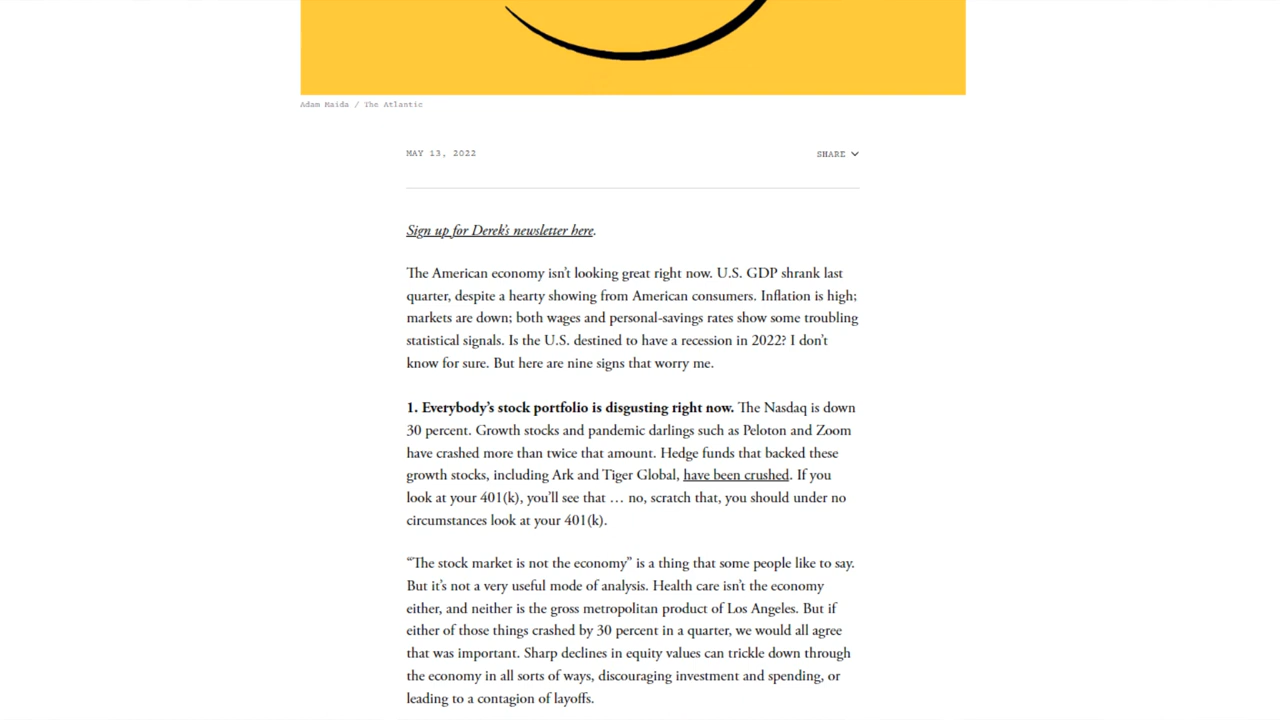 Adam Maida / The Atlantic
MAY 13, 2022
SHARE
Sign up for Derek's newsletter here.
The American economy isn't looking great right now. U.S. GDP shrank last
quarter, despite a hearty showing from American consumers. Inflation is high;
markets are down; both wages and personal-savings rates show some troubling
statistical signals. Is the U.S. destined to have a recession in 2022? I don't
know for sure. But here are nine signs that worry me.
1. Everybody's stock portfolio is disgusting right now. The Nasdaq is down
30 percent. Growth stocks and pandemic darlings such as Peloton and Zoom
have crashed more than twice that amount. Hedge funds that backed these
growth stocks, including Ark and Tiger Global, have been crushed. If you
look at your 401(k), you'll see that … no, scratch that, you should under no
circumstances look at your 401(k).
“The stock market is not the economy” is a thing that some people like to say.
But it's not a very useful mode of analysis. Health care isn't the economy
either, and neither is the gross metropolitan product of Los Angeles. But if
either of those things crashed by 30 percent in a quarter, we would all agree
that was important. Sharp declines in equity values can trickle down through
the economy in all sorts of ways, discouraging investment and spending, or
leading to a contagion of layoffs.